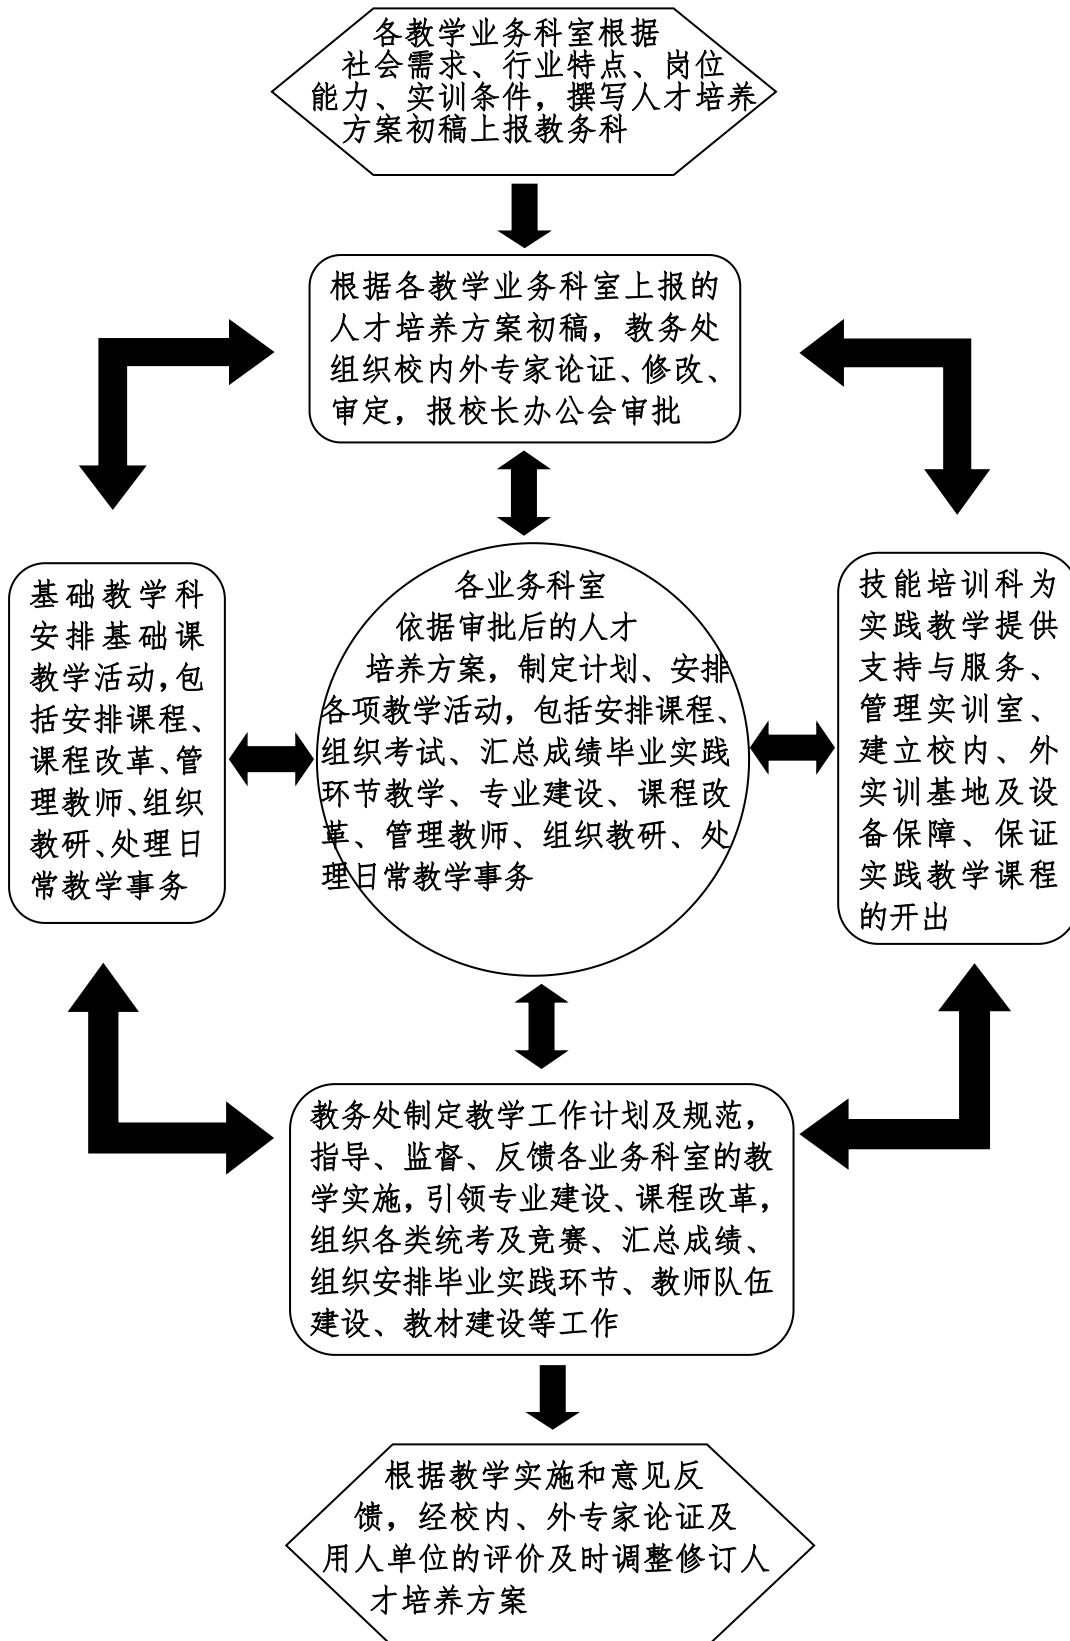 各教学业务科室根据
社会需求、行业特点、岗位
能力、实训条件，撰写人才培养
方案初稿上报教务科
根据各教学业务科室上报的
人才培养方案初稿，教务处
组织校内外专家论证、修改、
审定，报校长办公会审批
基础教学科
安排基础课
教学活动，包
括安排课程、
课程改革、管
理教师、组织
教研、处理日
常教学事务
各业务科室
依据审批后的人才
培养方案，制定计划、安排
各项教学活动，包括安排课程、
组织考试、汇总成绩毕业实践
环节教学、专业建设、课程改
革、管理教师、组织教研、处
理日常教学事务
技能培训科为
实践教学提供
支持与服务、
管理实训室、
建立校内、外
实训基地及设
备保障、保证
实践教学课程
的开出
教务处制定教学工作计划及规范，
指导、监督、反馈各业务科室的教
学实施，引领专业建设、课程改革，
组织各类统考及竞赛、汇总成绩、
组织安排毕业实践环节、教师队伍
建设、教材建设等工作
根据教学实施和意见反
馈，经校内、外专家论证及
用人单位的评价及时调整修订人
才培养方案